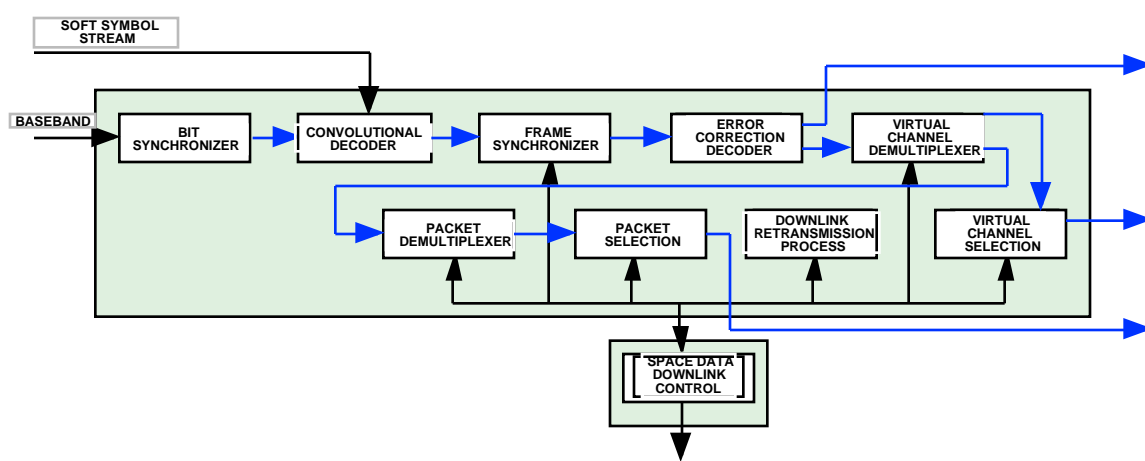 SOFT SYMBOL
STREAM
BASEBAND
BIT
SYNCHRONIZER
CONVOLUTIONAL
DECODER
FRAME
SYNCHRONIZER
ERROR
CORRECTION
DECODER
VIRTUAL
CHANNEL
DEMULTIPLEXER
PACKET
DEMULTIPLEXER
PACKET
SELECTION
DOWNLINK
RETRANSMISSION
PROCESS
VIRTUAL
CHANNEL
SELECTION
SPACE DATA
DOWNLINK
CONTROL